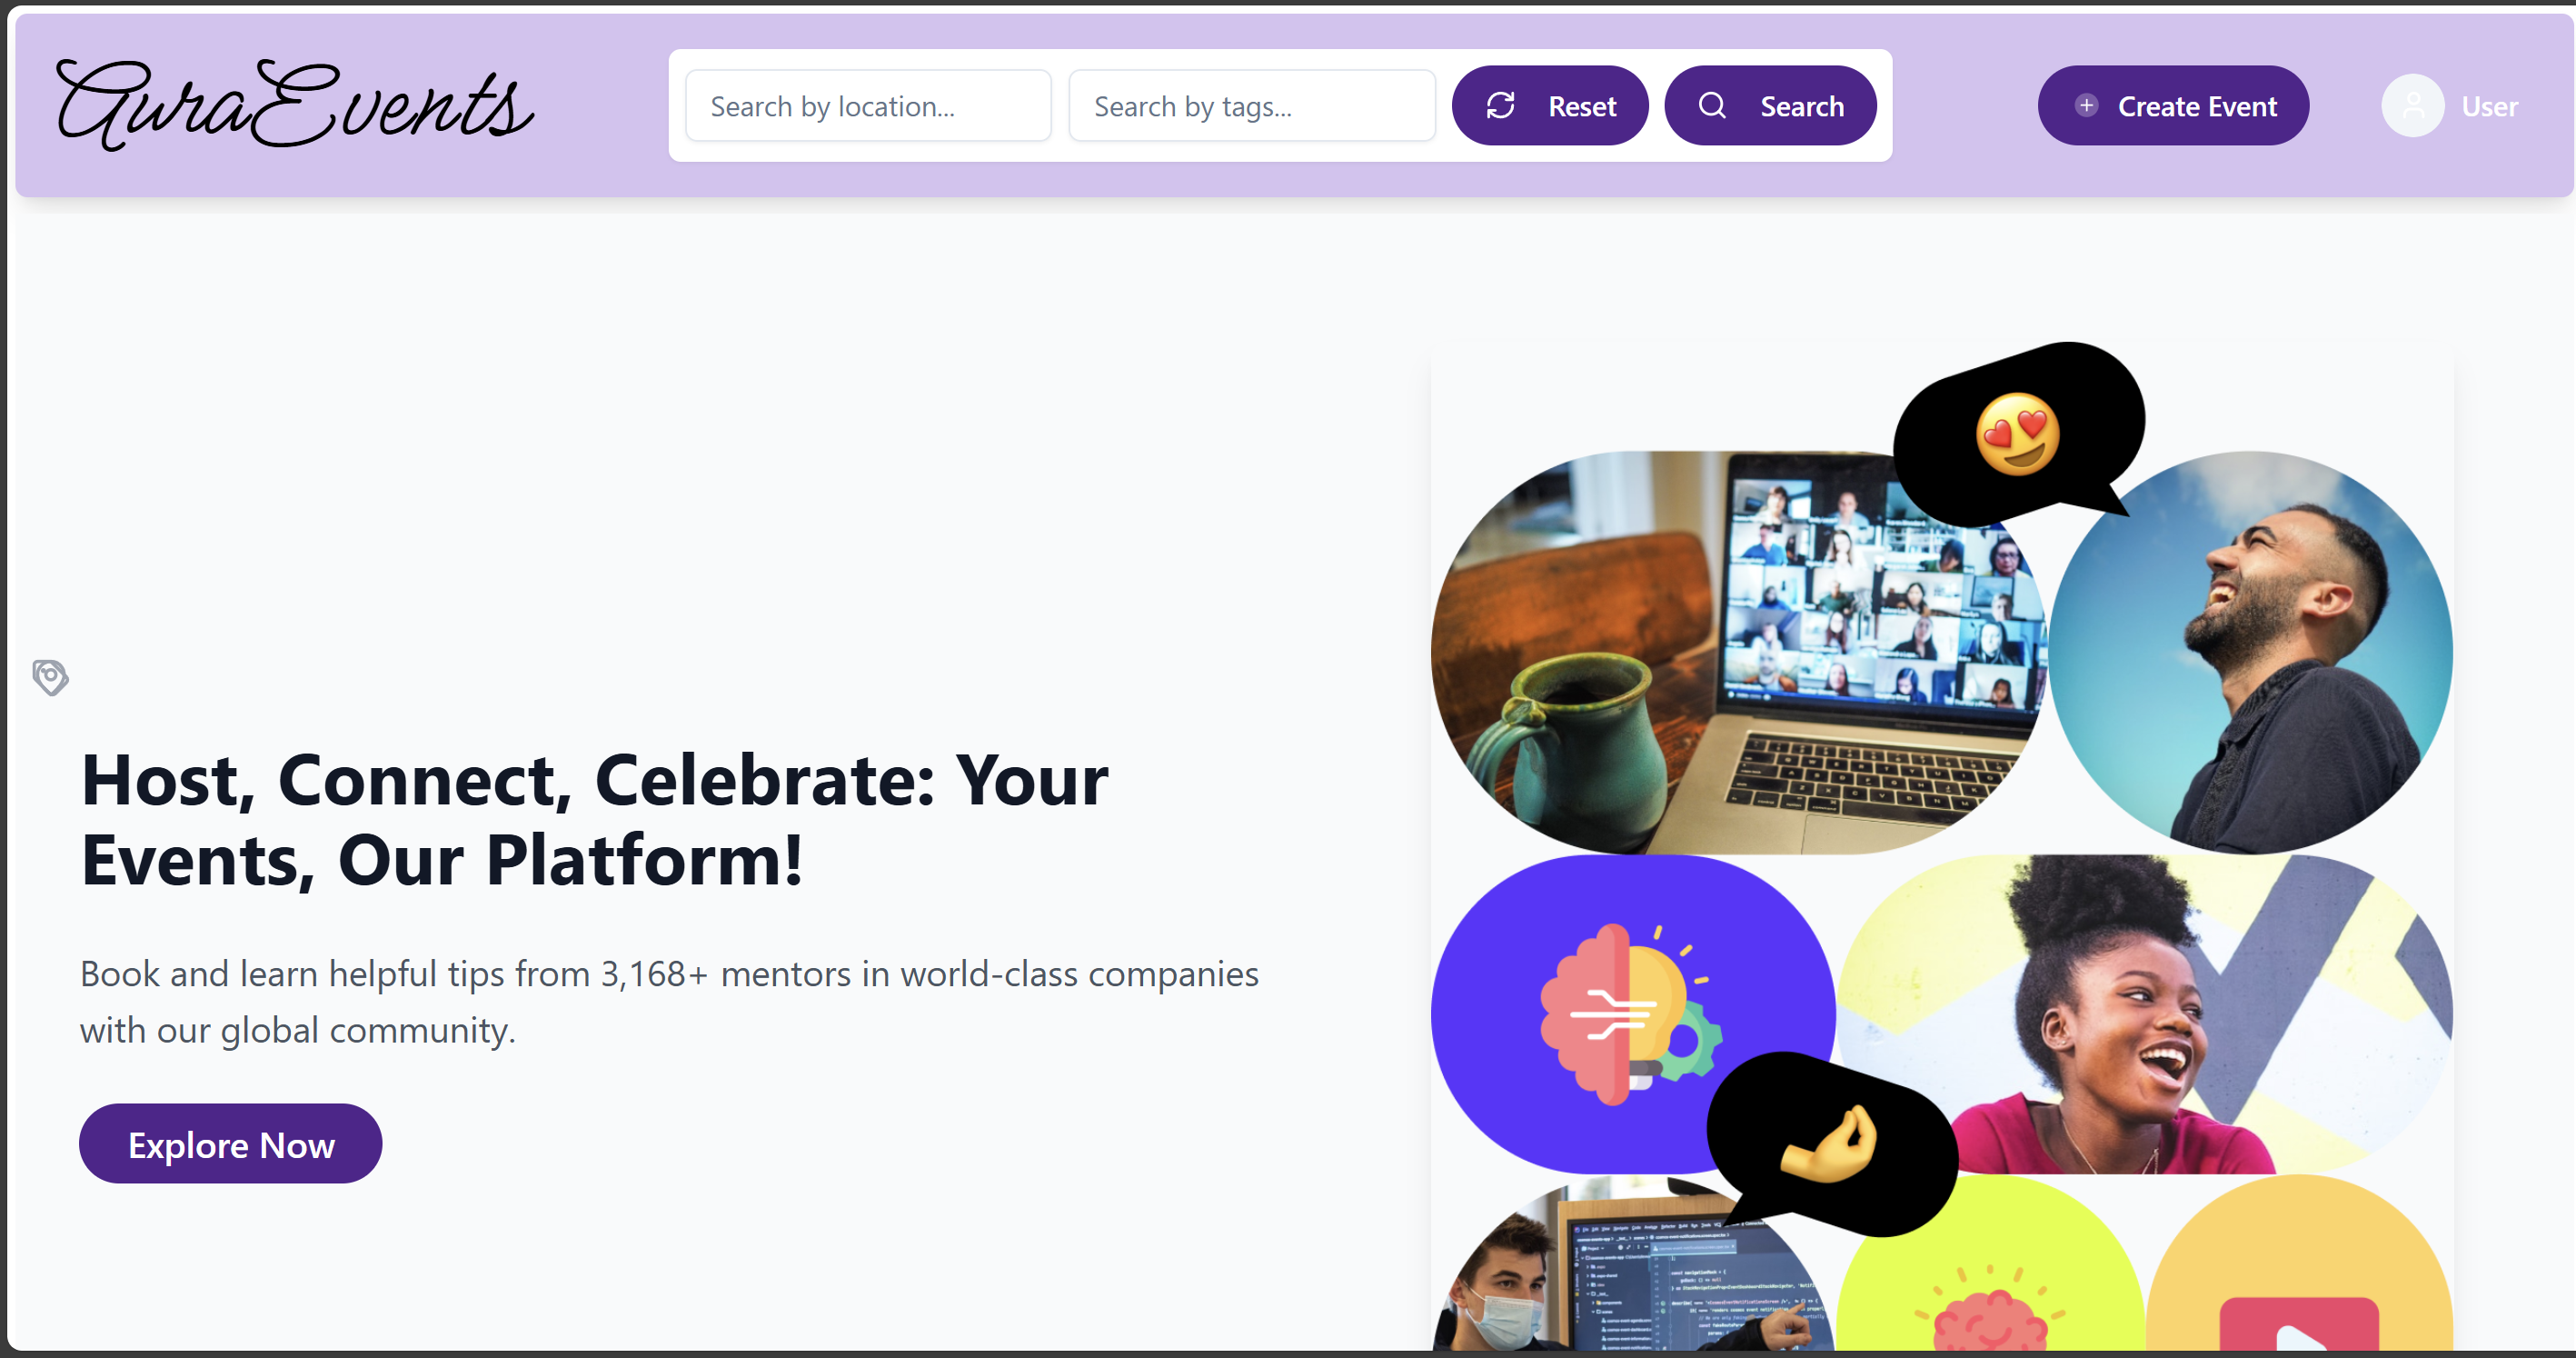 AuraEvents
Search by location...
Search by tags...
Reset
Search
Create Event
User
Host, Connect, Celebrate: Your
Events, Our Platform!
Book and learn helpful tips from 3,168+ mentors in world-class companies
with our global community.
Explore Now